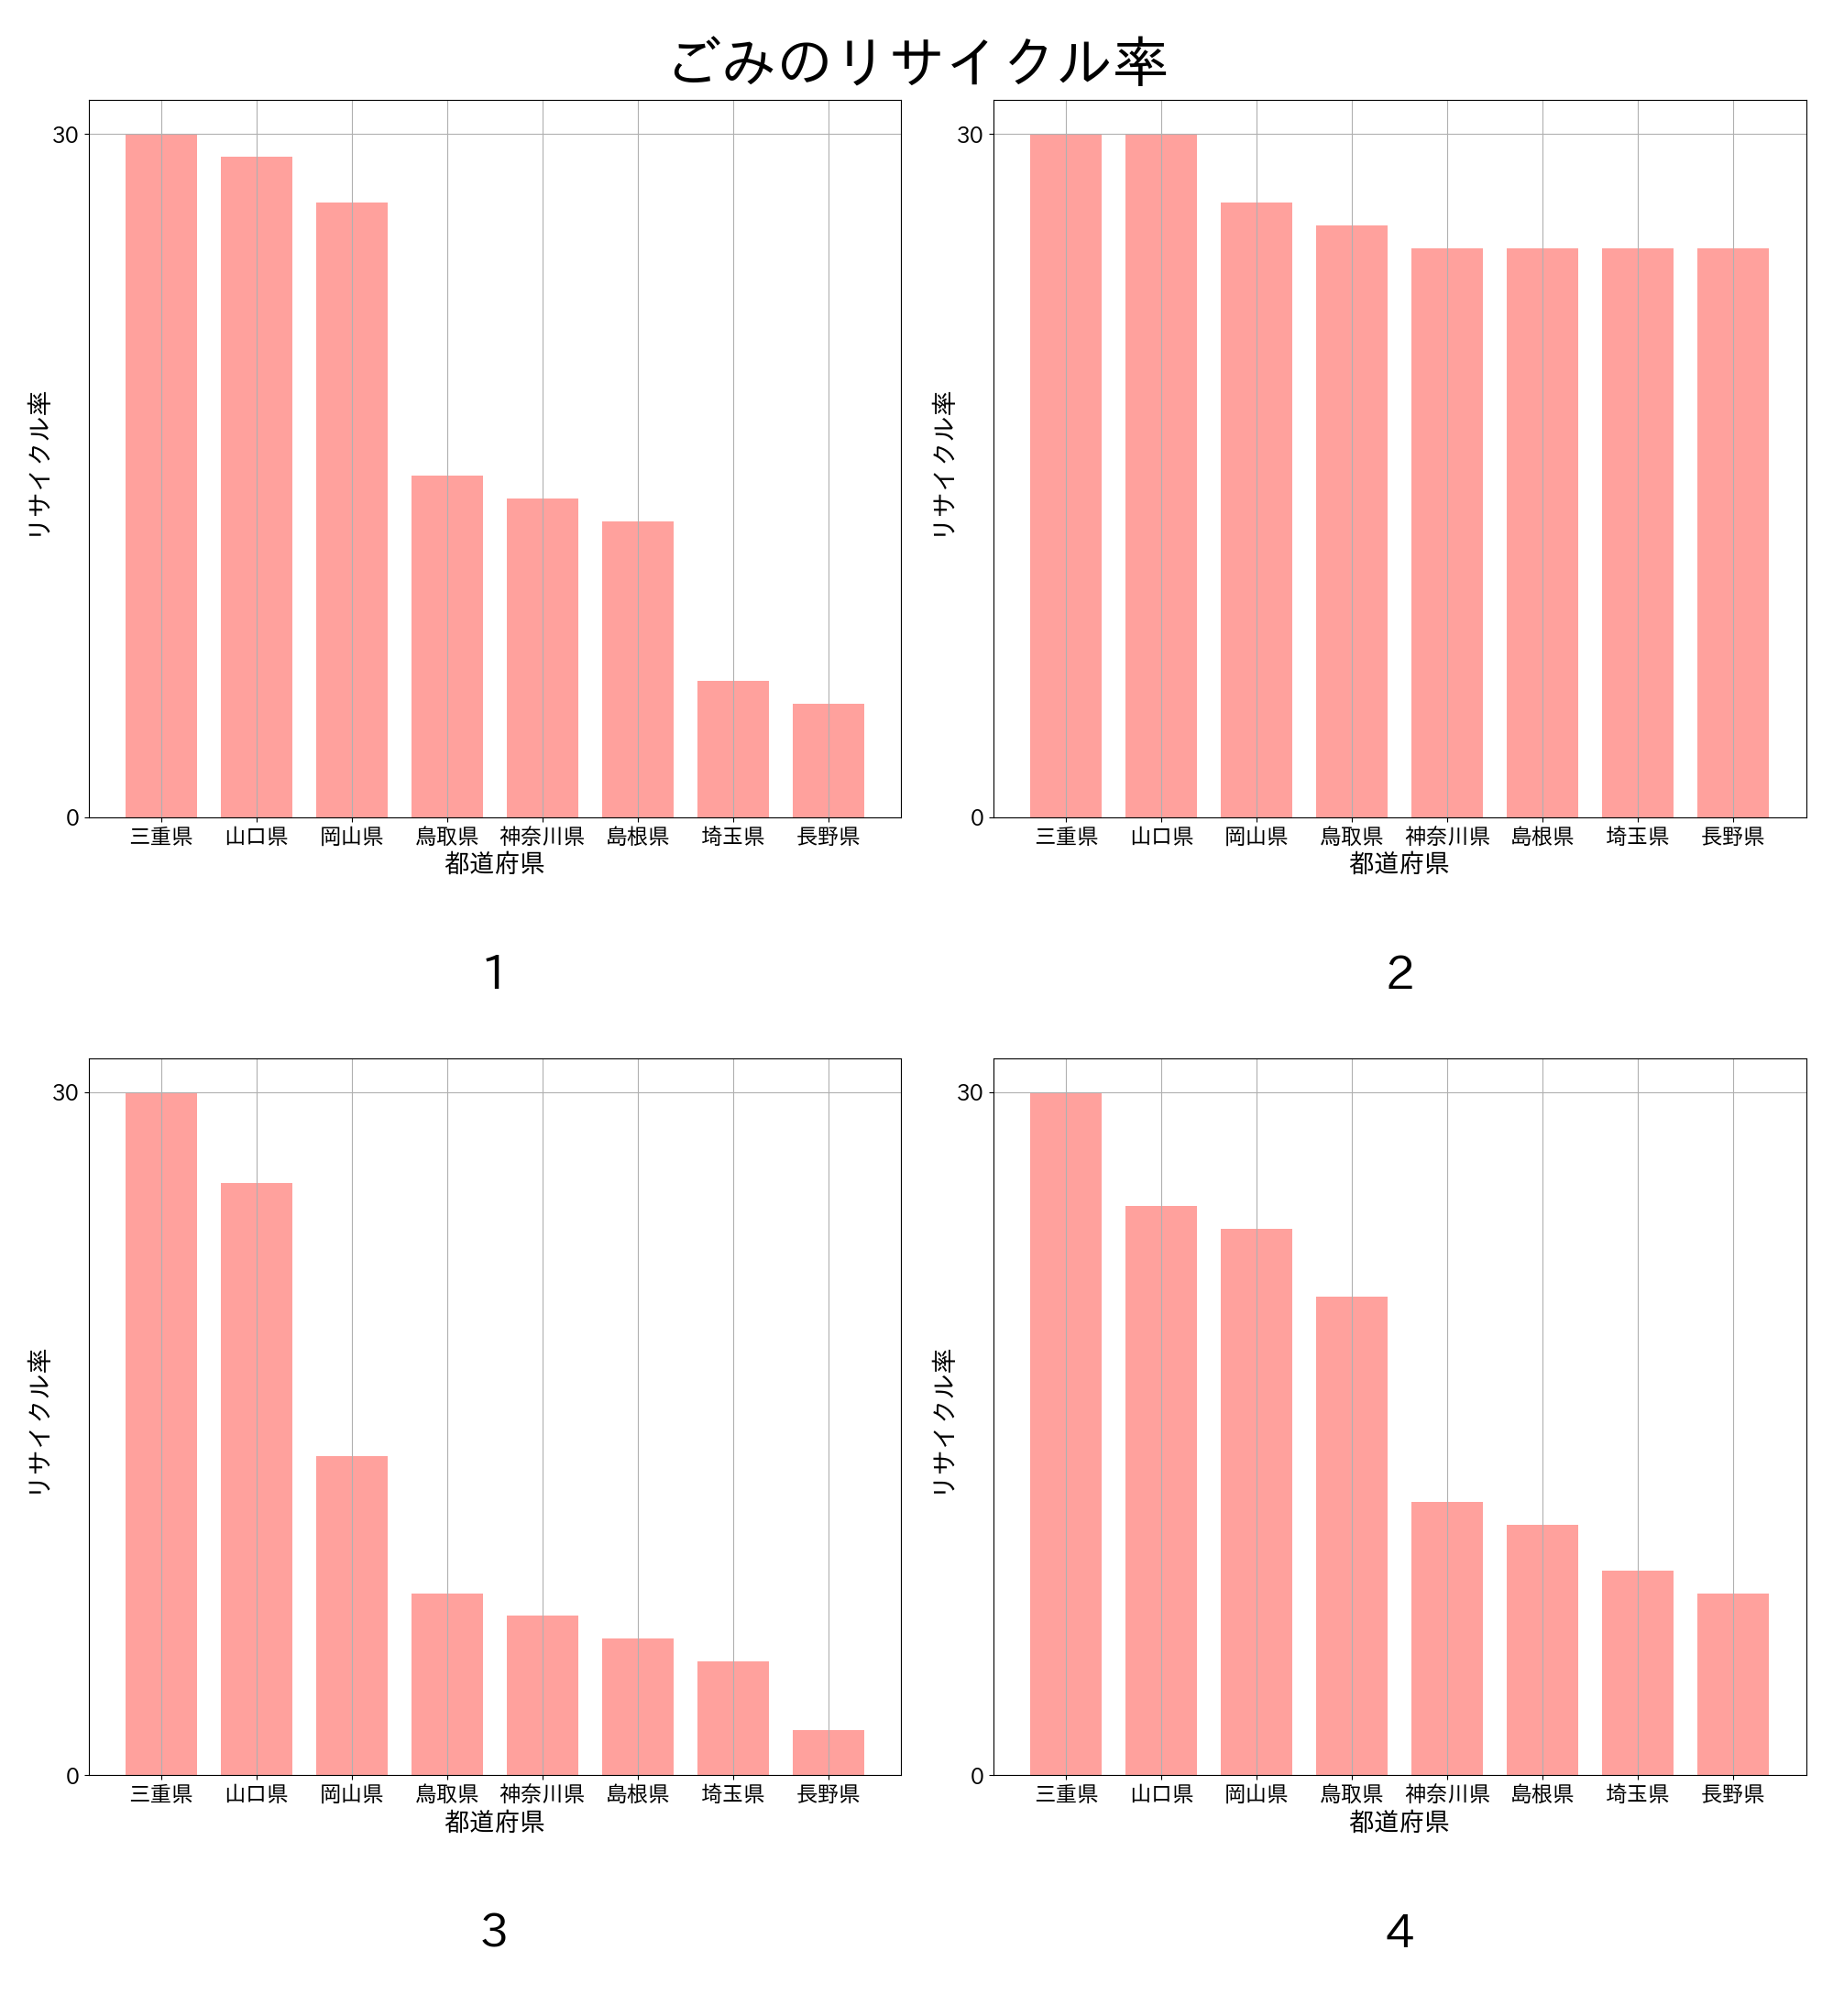 ごみのリサイクル率
30
0
リサイクル率
三重県 山口県 岡山県 鳥取県 神奈川県 島根県 埼玉県 長野県
都道府県
1
30
0
リサイクル率
三重県 山口県 岡山県 鳥取県 神奈川県 島根県 埼玉県 長野県
都道府県
2
30
0
リサイクル率
三重県 山口県 岡山県 鳥取県 神奈川県 島根県 埼玉県 長野県
都道府県
3
30
0
リサイクル率
三重県 山口県 岡山県 鳥取県 神奈川県 島根県 埼玉県 長野県
都道府県
4